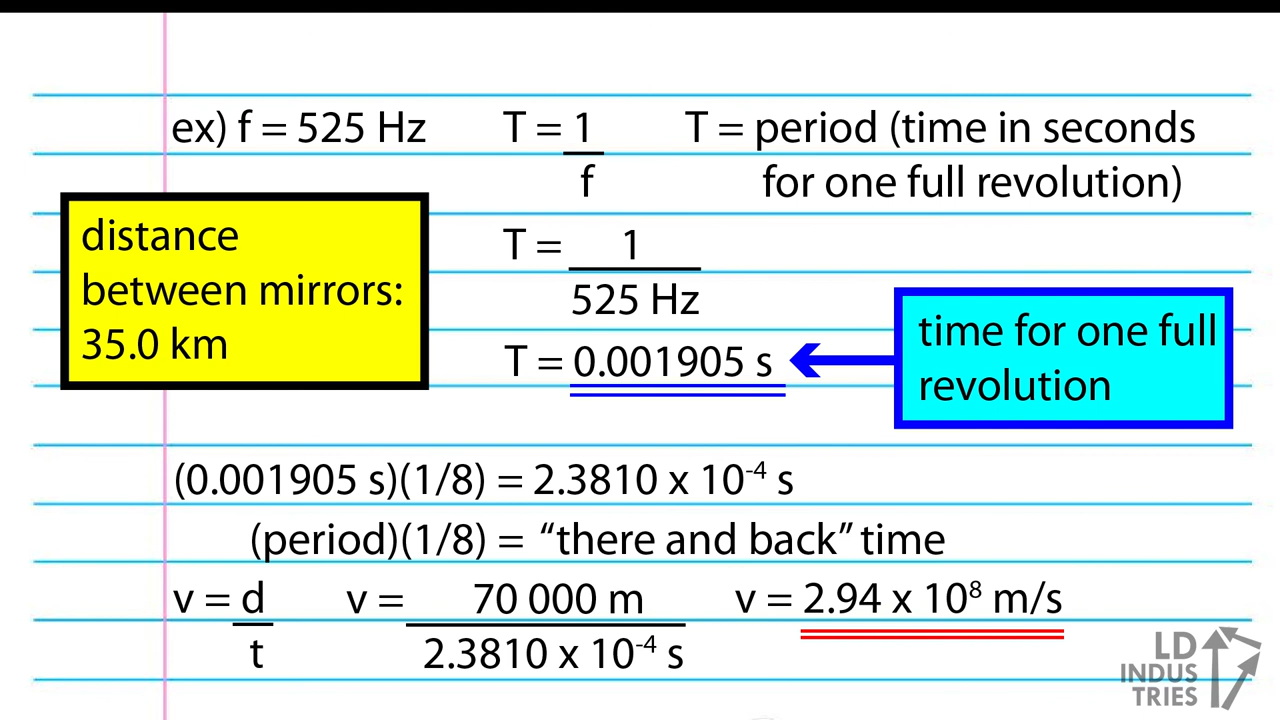 ex) f = 525 Hz T = 1/f T = period (time in seconds
for one full revolution)
distance
between mirrors:
35.0 km
T = 1/525 Hz
T = 0.001905 s
time for one full
revolution
(0.001905 s)(1/8) = 2.3810 x 10⁻⁴ s
(period)(1/8) = “there and back” time
v = d/t v = 70 000 m/2.3810 x 10⁻⁴ s v = 2.94 x 10⁸ m/s
LD
INDUS
TRIES